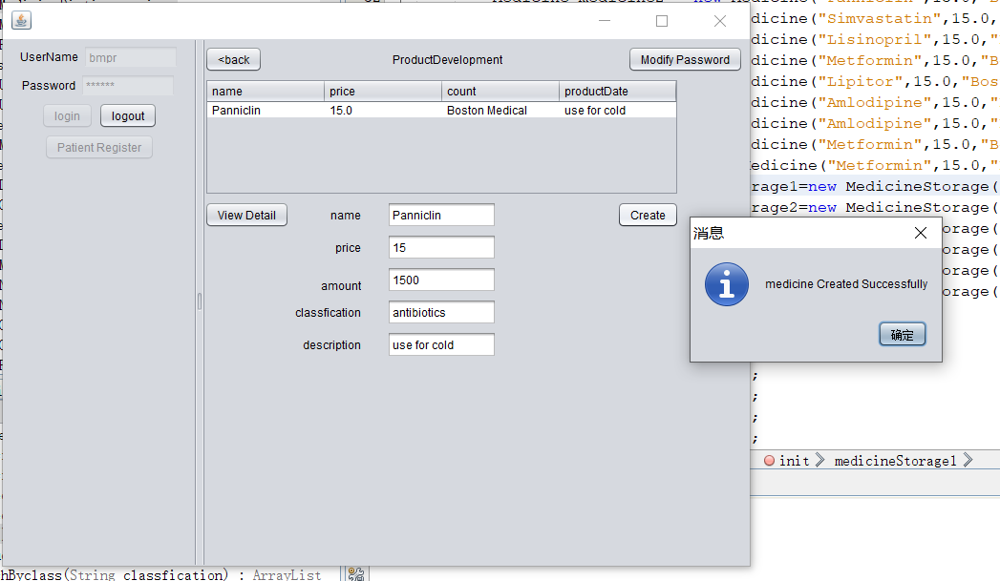 UserName bmpr
Password ******
login logout
Patient Register
<back ProductDevelopment Modify Password
name price count productDate
Panniclin 15.0 Boston Medical use for cold
View Detail name Panniclin Create
price 15
amount 1500
classfication antibiotics
description use for cold
消息
medicine Created Successfully
确定
dicine("Simvastatin",15.0,"
dicine("Lisinopril",15.0,"
dicine("Metformin",15.0,"B
dicine("Lipitor",15.0,"Bos
dicine("Amlodipine",15.0,"
dicine("Amlodipine",15.0,"
dicine("Metformin",15.0,"B
edicine("Metformin",15.0,"
rage1=new MedicineStorage(
rage2=new MedicineStorage(
orage(
orage(
orage(
orage(
;
;
;
;
init medicineStorage1
hByclass(String classfication) : ArrayList